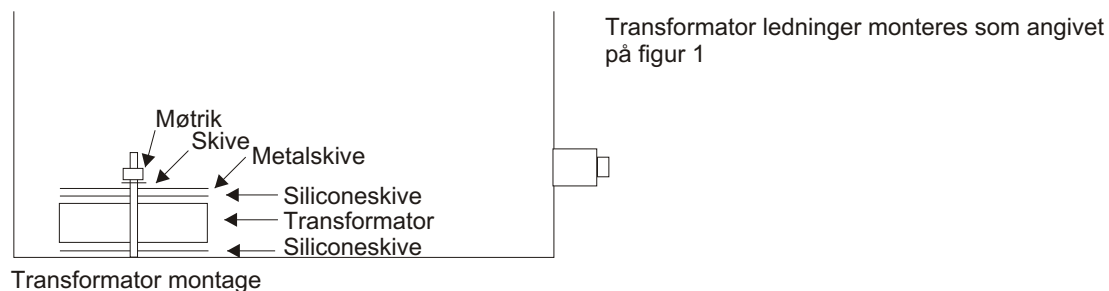 Transformator ledninger monteres som angivet
på figur 1
Møtrik
Skive
Metalskive
Siliconeskive
Transformator
Siliconeskive
Transformator montage